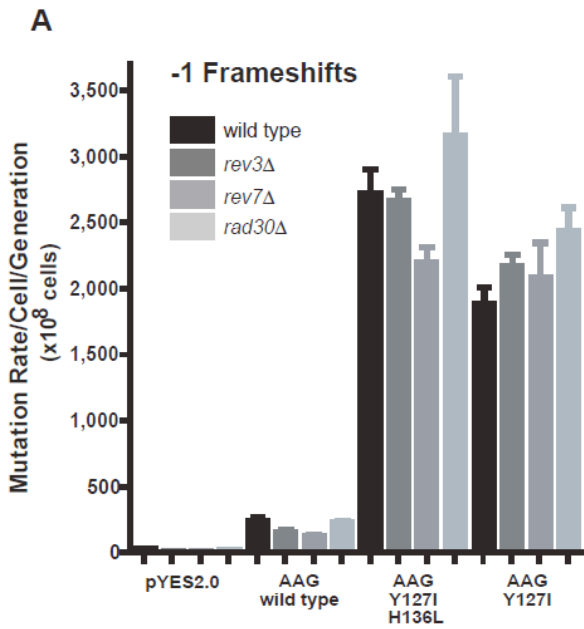 A
-1 Frameshifts
wild type
rev3Δ
rev7Δ
rad30Δ
Mutation Rate/Cell/Generation
(x10⁸ cells)
3,500
3,000
2,500
2,000
1,500
1,000
500
0
pYES2.0
AAG
wild type
AAG
Y127I
H136L
AAG
Y127I